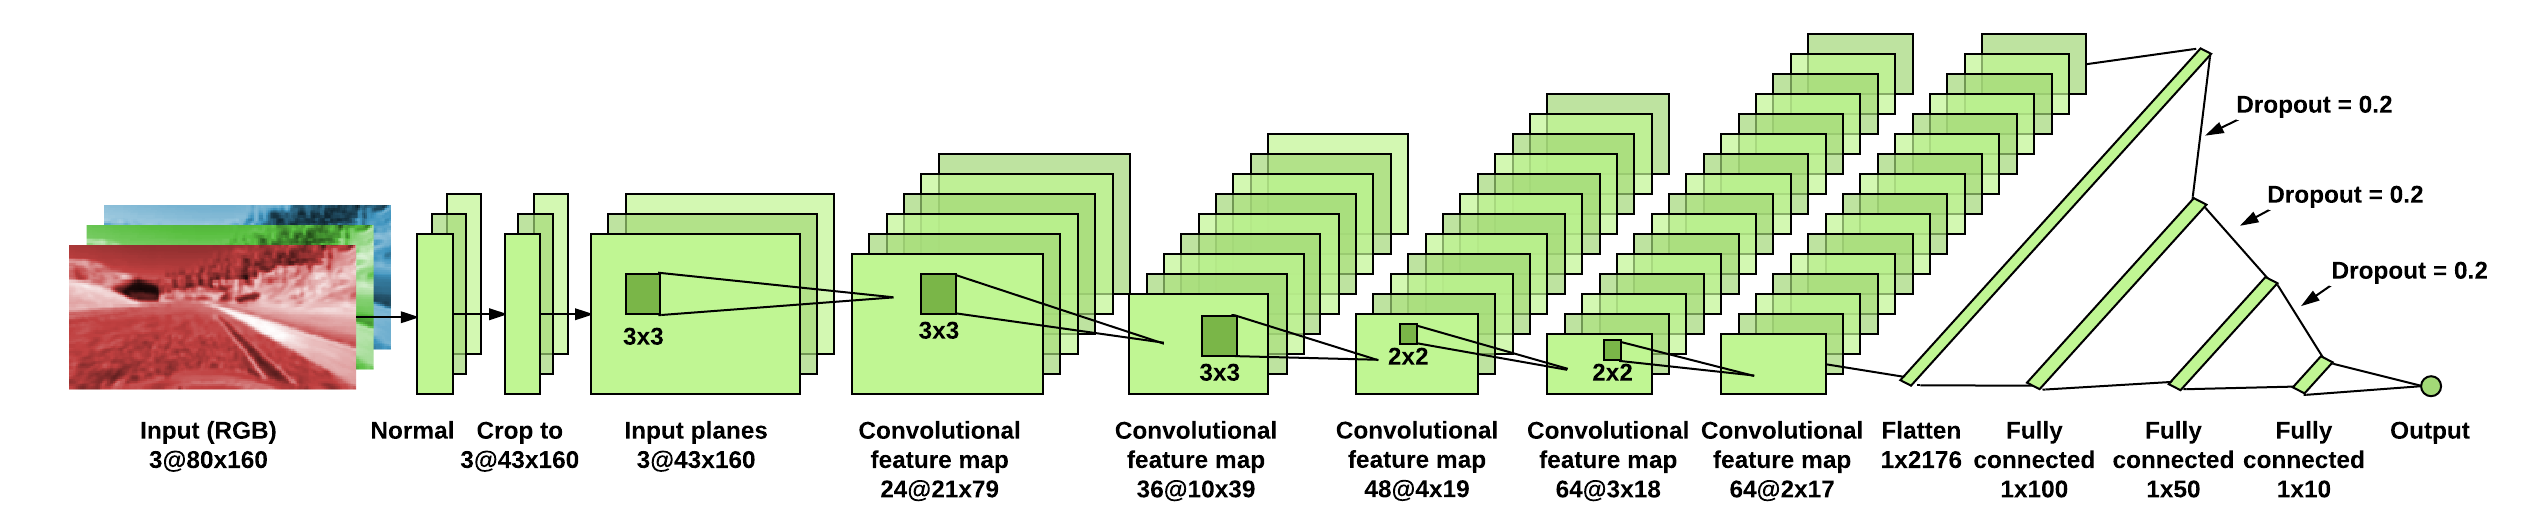 Dropout = 0.2
Dropout = 0.2
Dropout = 0.2
3x3
3x3
3x3
2x2
2x2
Input (RGB)
3@80x160
Normal
Crop to
3@43x160
Input planes
3@43x160
Convolutional
feature map
24@21x79
Convolutional
feature map
36@10x39
Convolutional
feature map
48@4x19
Convolutional
feature map
64@3x18
Convolutional
feature map
64@2x17
Flatten
1x2176
Fully
connected
1x100
Fully
connected
1x50
Fully
connected
1x10
Output